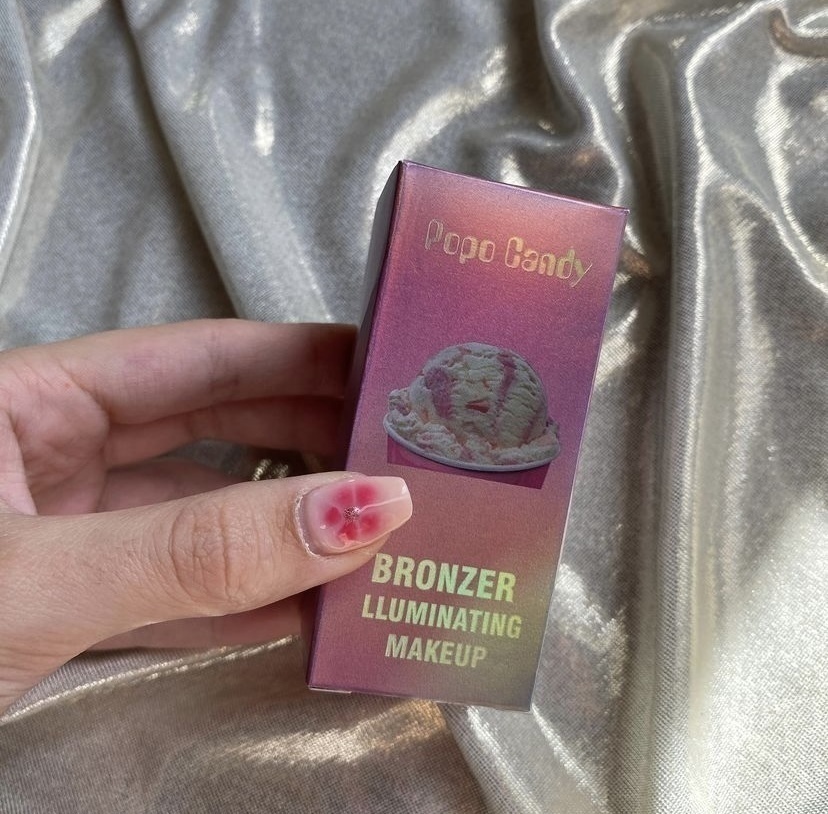 Popo Candy
BRONZER
LLUMINATING
MAKEUP